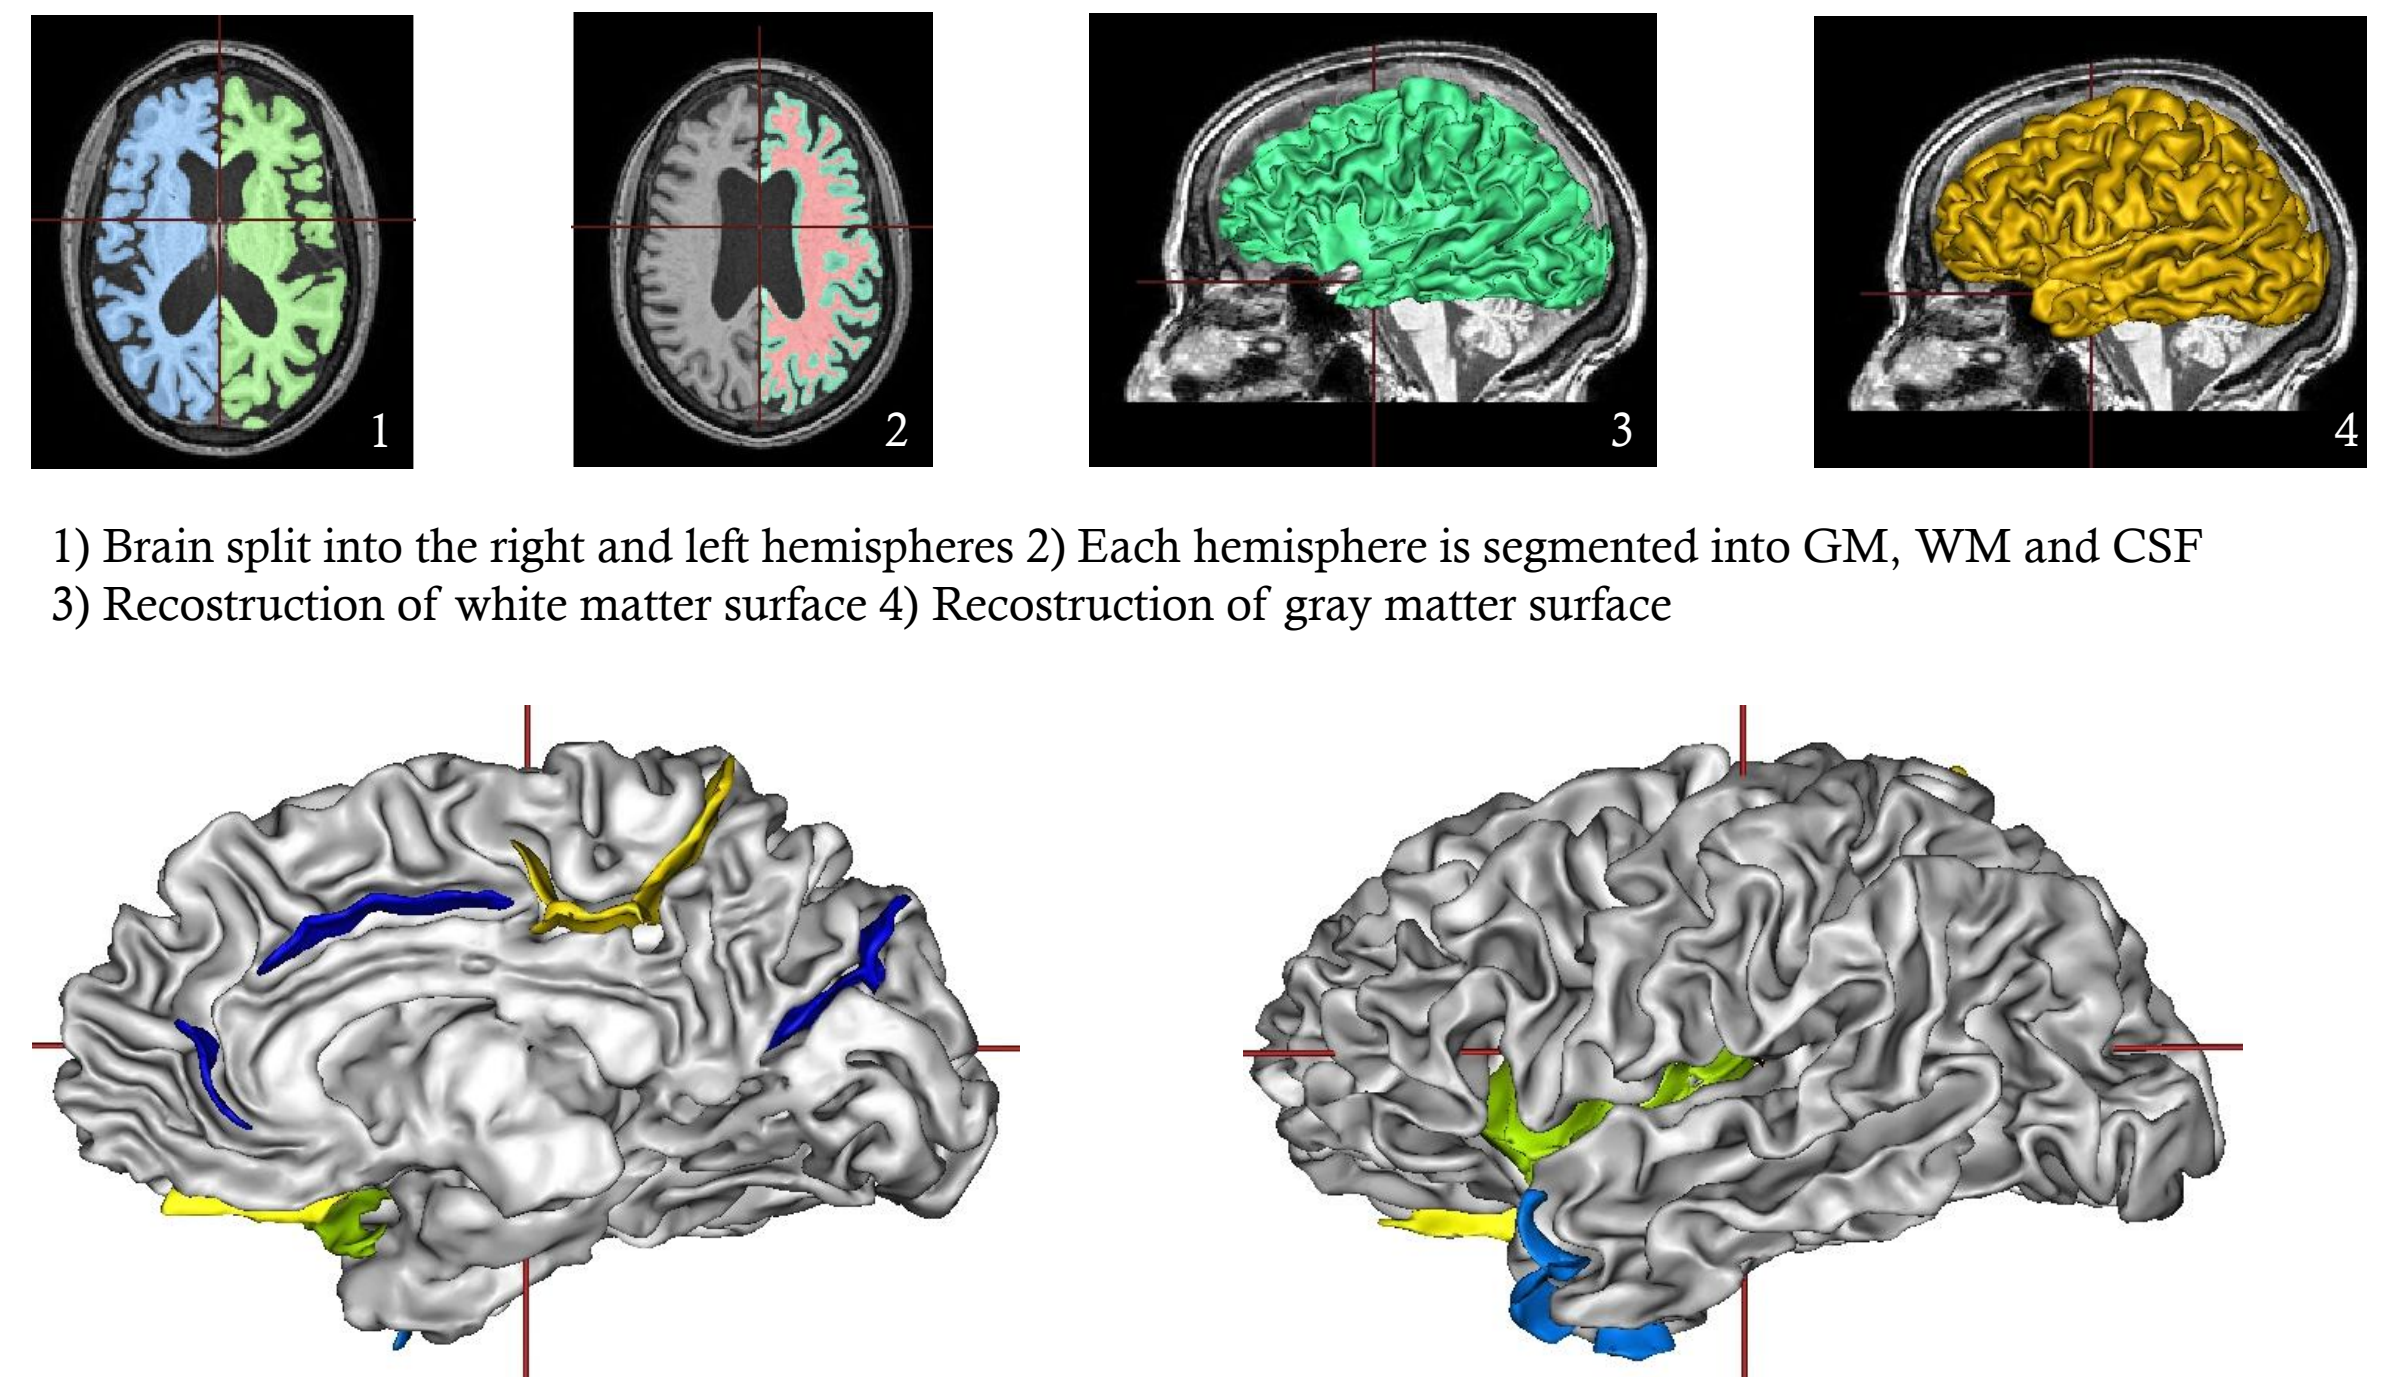 1
2
3
4
1) Brain split into the right and left hemispheres 2) Each hemisphere is segmented into GM, WM and CSF
3) Recostruction of white matter surface 4) Recostruction of gray matter surface